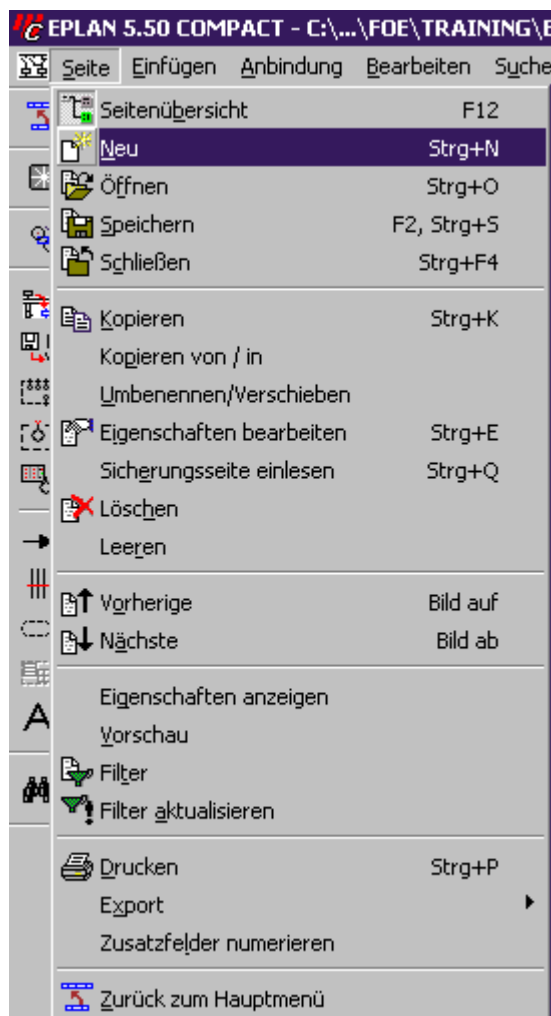 EPLAN 5.50 COMPACT - C:\...\FOE\TRAINING\E
Seite Einfügen Anbindung Bearbeiten Suche
Seitenübersicht F12
Neu Strg+N
Öffnen Strg+O
Speichern F2, Strg+S
Schließen Strg+F4
Kopieren Strg+K
Kopieren von / in
Umbenennen/Verschieben
Eigenschaften bearbeiten Strg+E
Sicherungsseite einlesen Strg+Q
Löschen
Leeren
Vorherige Bild auf
Nächste Bild ab
Eigenschaften anzeigen
Vorschau
Filter
Filter aktualisieren
Drucken Strg+P
Export
Zusatzfelder numerieren
Zurück zum Hauptmenü